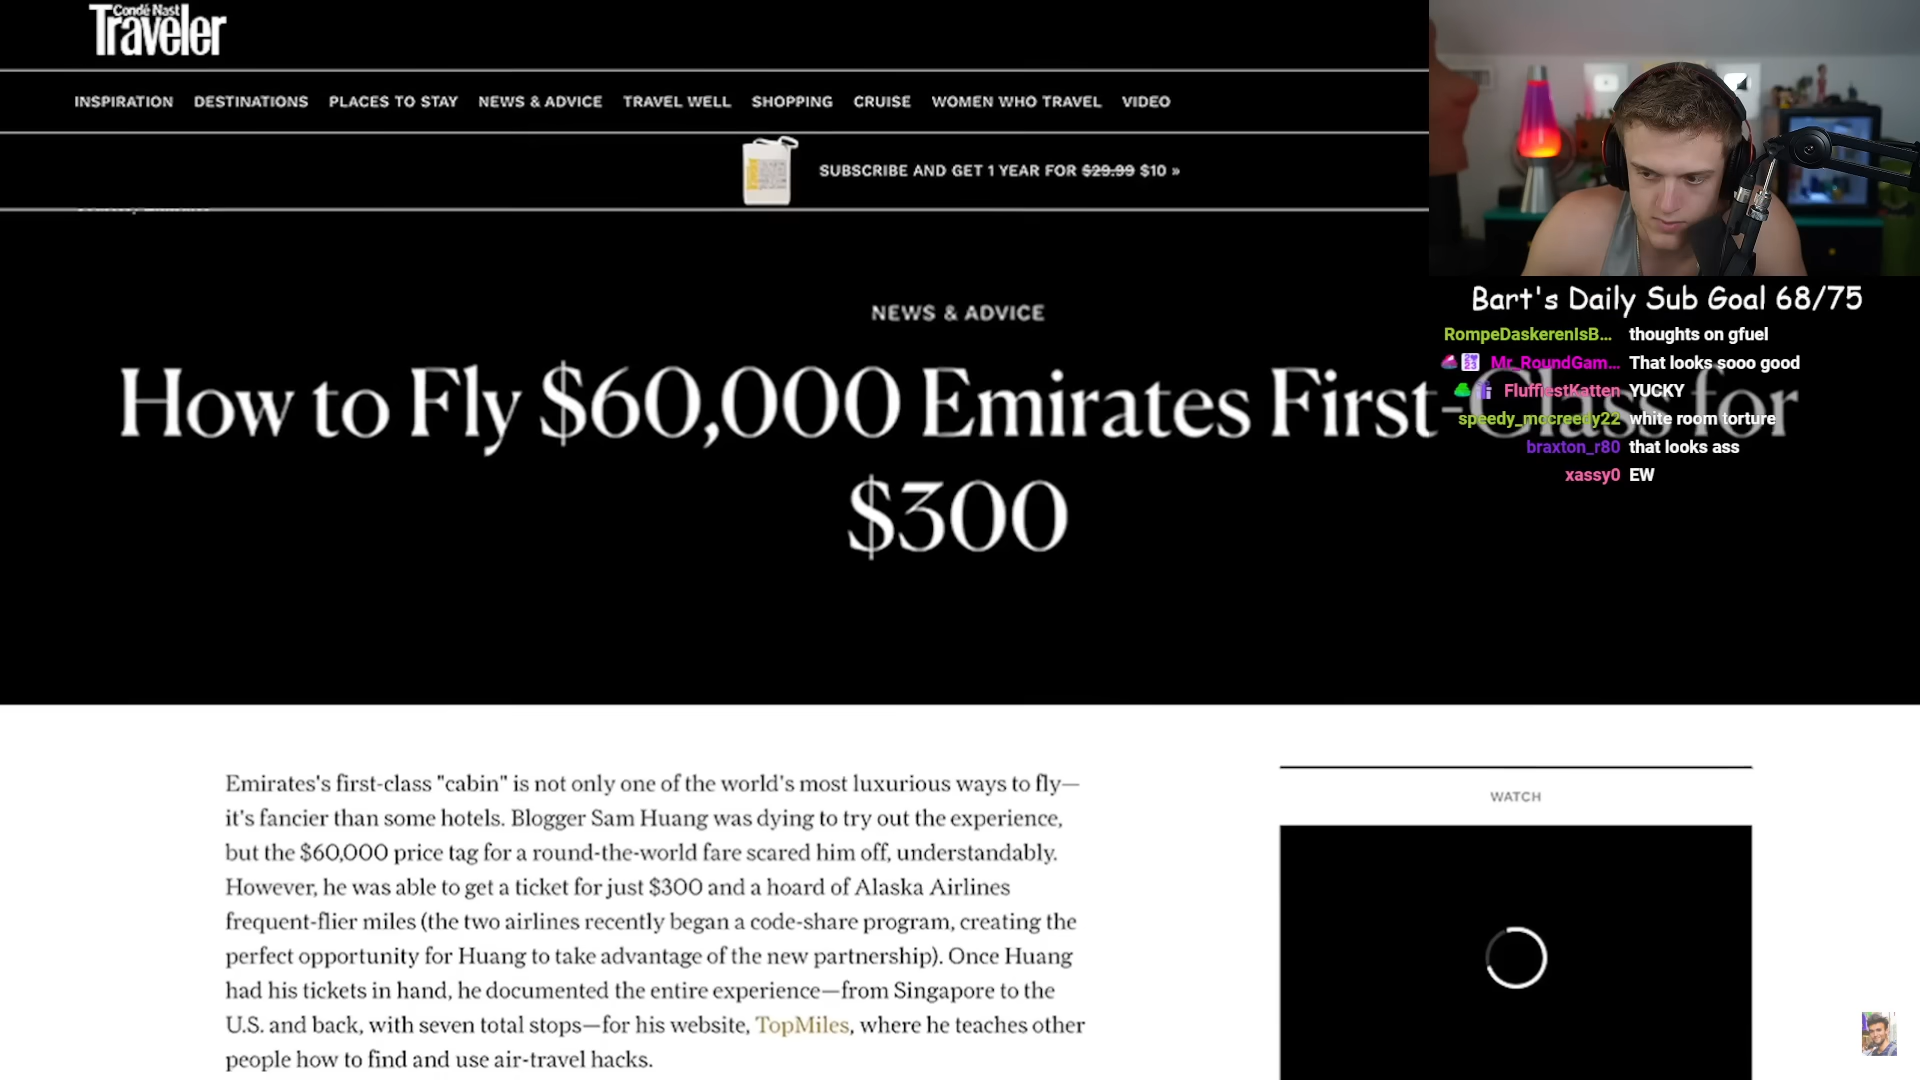 Condé Nast
Traveler
INSPIRATION DESTINATIONS PLACES TO STAY NEWS & ADVICE TRAVEL WELL SHOPPING CRUISE WOMEN WHO TRAVEL VIDEO
SUBSCRIBE AND GET 1 YEAR FOR $29.99 $10 »
NEWS & ADVICE
How to Fly $60,000 Emirates First-Class for
$300
Bart's Daily Sub Goal 68/75
RompeDaskerenIsB... thoughts on gfuel
Mr_RoundGam... That looks sooo good
FluffiestKatten YUCKY
speedy_mccreedy22 white room torture
braxton_r80 that looks ass
xassy0 EW
Emirates's first-class "cabin" is not only one of the world's most luxurious ways to fly—
it's fancier than some hotels. Blogger Sam Huang was dying to try out the experience,
but the $60,000 price tag for a round-the-world fare scared him off, understandably.
However, he was able to get a ticket for just $300 and a hoard of Alaska Airlines
frequent-flier miles (the two airlines recently began a code-share program, creating the
perfect opportunity for Huang to take advantage of the new partnership). Once Huang
had his tickets in hand, he documented the entire experience—from Singapore to the
U.S. and back, with seven total stops—for his website, TopMiles, where he teaches other
people how to find and use air-travel hacks.
WATCH